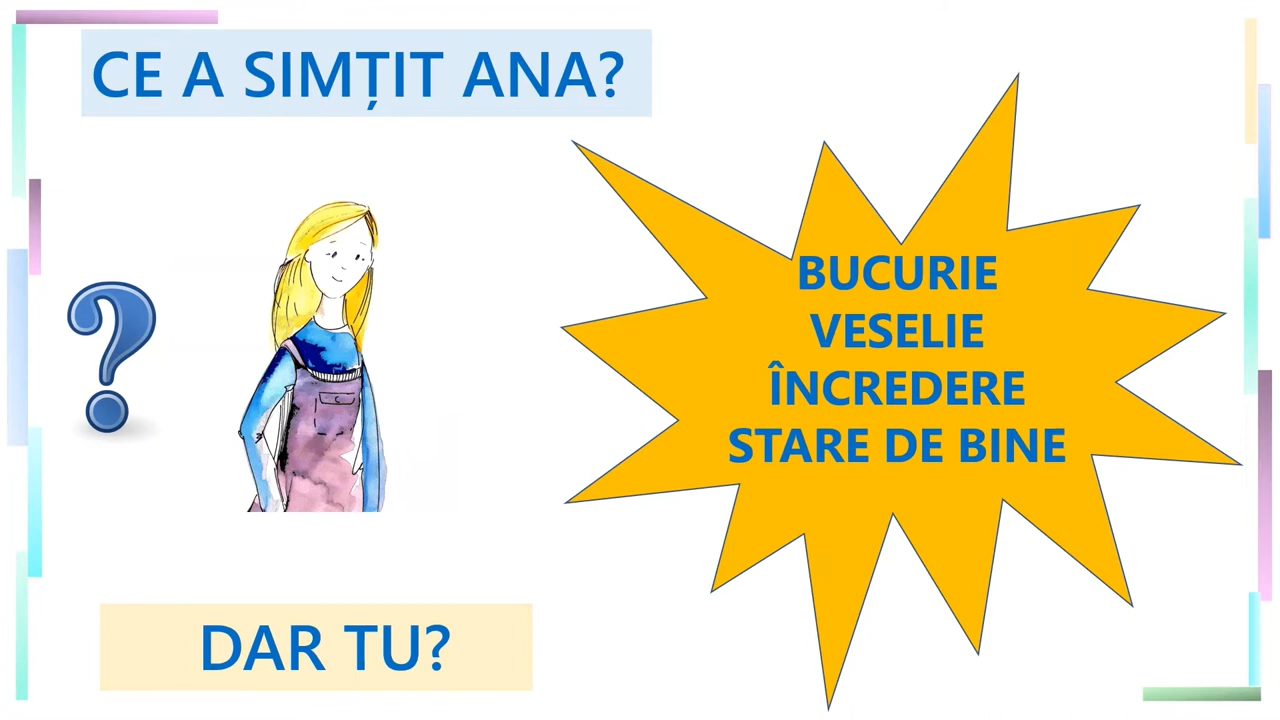 CE A SIMȚIT ANA?
BUCURIE
VESELIE
ÎNCREDERE
STARE DE BINE
DAR TU?